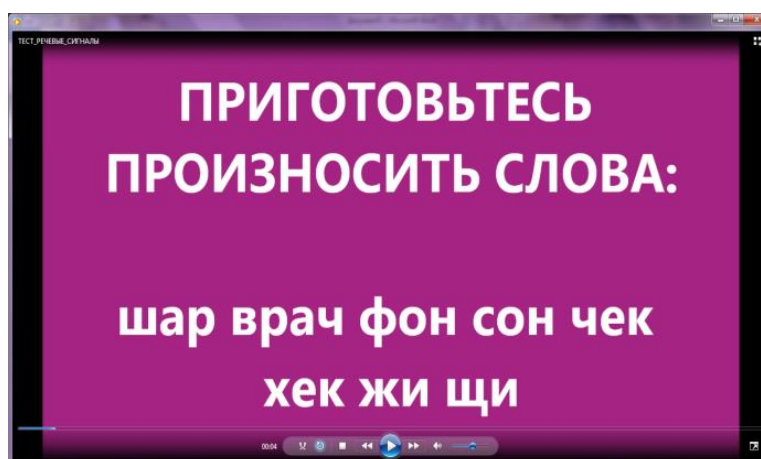 ТЕСТ_РЕЧЕВЫЕ_СИГНАЛЫ
ПРИГОТОВЬТЕСЬ
ПРОИЗНОСИТЬ СЛОВА:
шар врач фон сон чек
хек жи щи
00:04